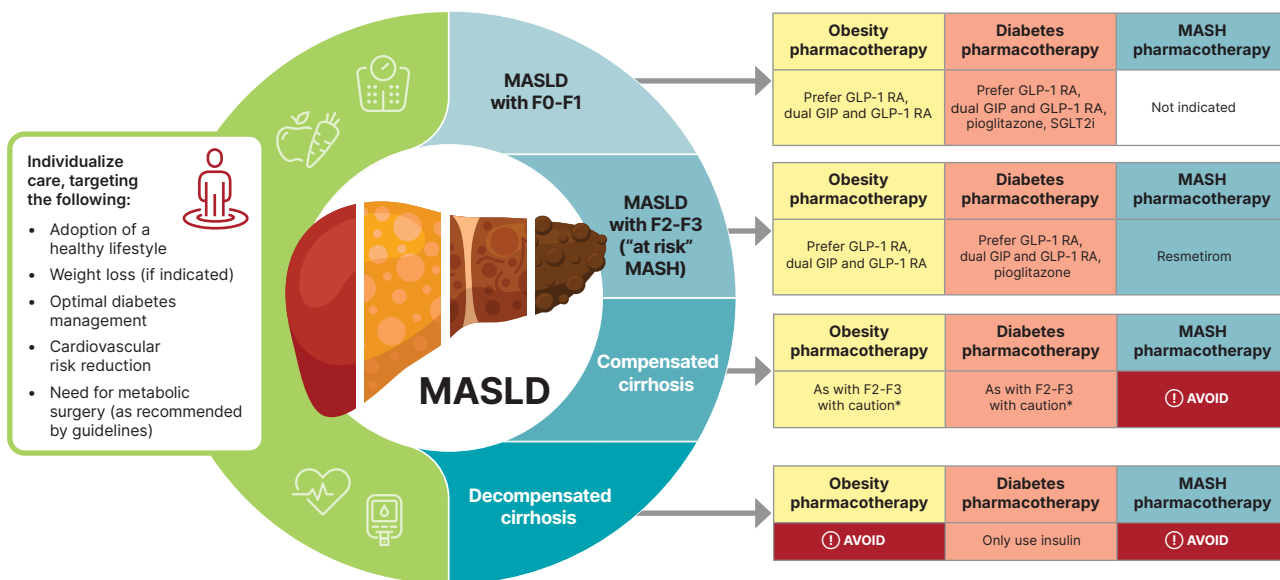 Individualize
care, targeting
the following:
• Adoption of a
healthy lifestyle
• Weight loss (if indicated)
• Optimal diabetes
management
• Cardiovascular
risk reduction
• Need for metabolic
surgery (as recommended
by guidelines)
MASLD
MASLD
with F0-F1
MASLD
with F2-F3
("at risk"
MASH)
Compensated
cirrhosis
Decompensated
cirrhosis
Obesity
pharmacotherapy
Diabetes
pharmacotherapy
MASH
pharmacotherapy
Prefer GLP-1 RA,
dual GIP and GLP-1 RA
Prefer GLP-1 RA,
dual GIP and GLP-1 RA,
pioglitazone, SGLT2i
Not indicated
Obesity
pharmacotherapy
Diabetes
pharmacotherapy
MASH
pharmacotherapy
Prefer GLP-1 RA,
dual GIP and GLP-1 RA
Prefer GLP-1 RA,
dual GIP and GLP-1 RA,
pioglitazone
Resmetirom
Obesity
pharmacotherapy
Diabetes
pharmacotherapy
MASH
pharmacotherapy
As with F2-F3
with caution*
As with F2-F3
with caution*
! AVOID
Obesity
pharmacotherapy
Diabetes
pharmacotherapy
MASH
pharmacotherapy
! AVOID
Only use insulin
! AVOID